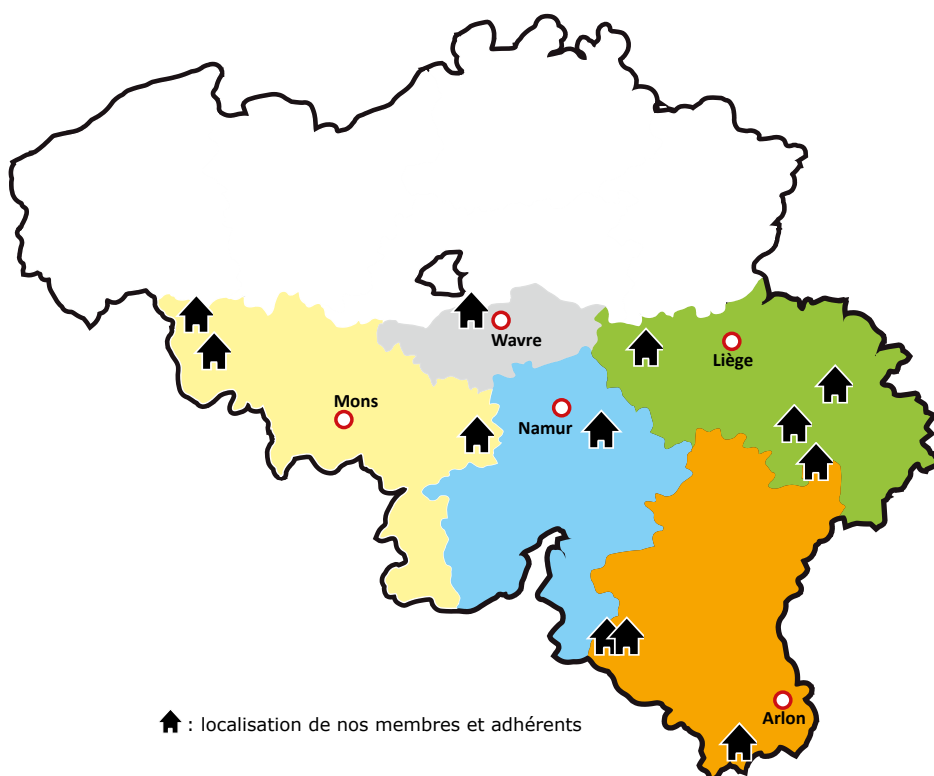 Wavre
Liège
Mons
Namur
Arlon
: localisation de nos membres et adhérents